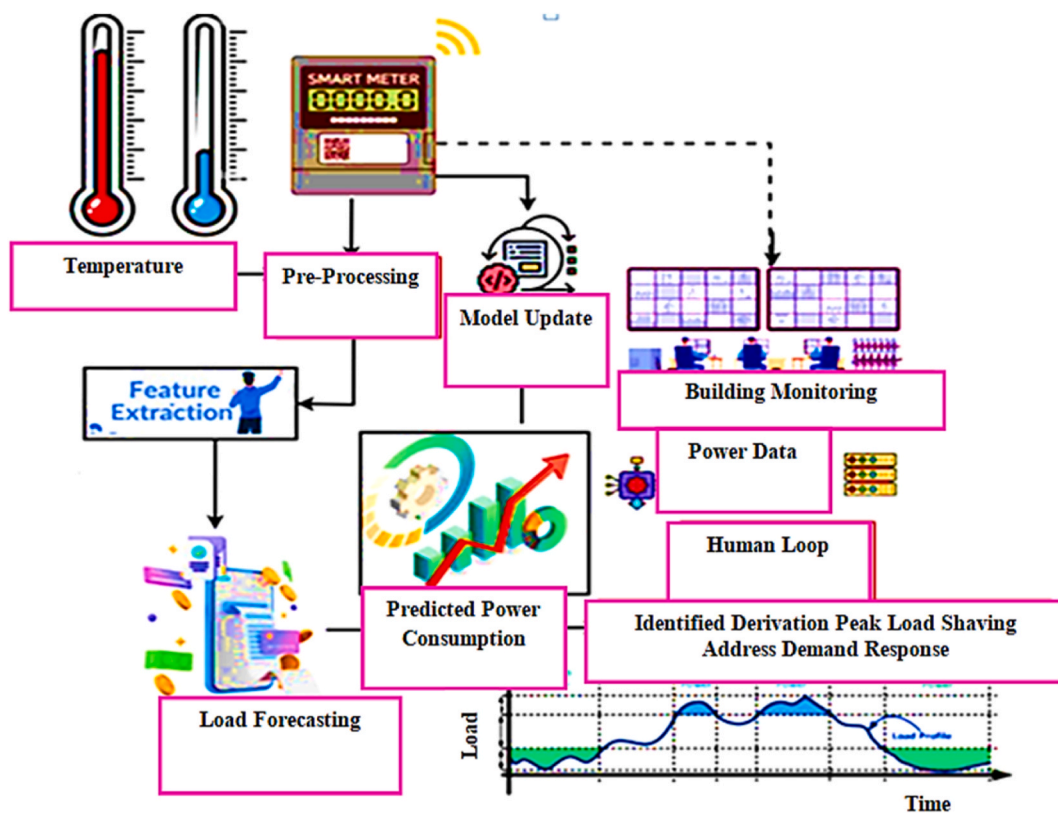 SMART METER
0000.0
Temperature
Pre-Processing
Model Update
Building Monitoring
Feature
Extraction
Power Data
Human Loop
Predicted Power
Consumption
Identified Derivation Peak Load Shaving
Address Demand Response
Load Forecasting
Load
Load Profile
Time